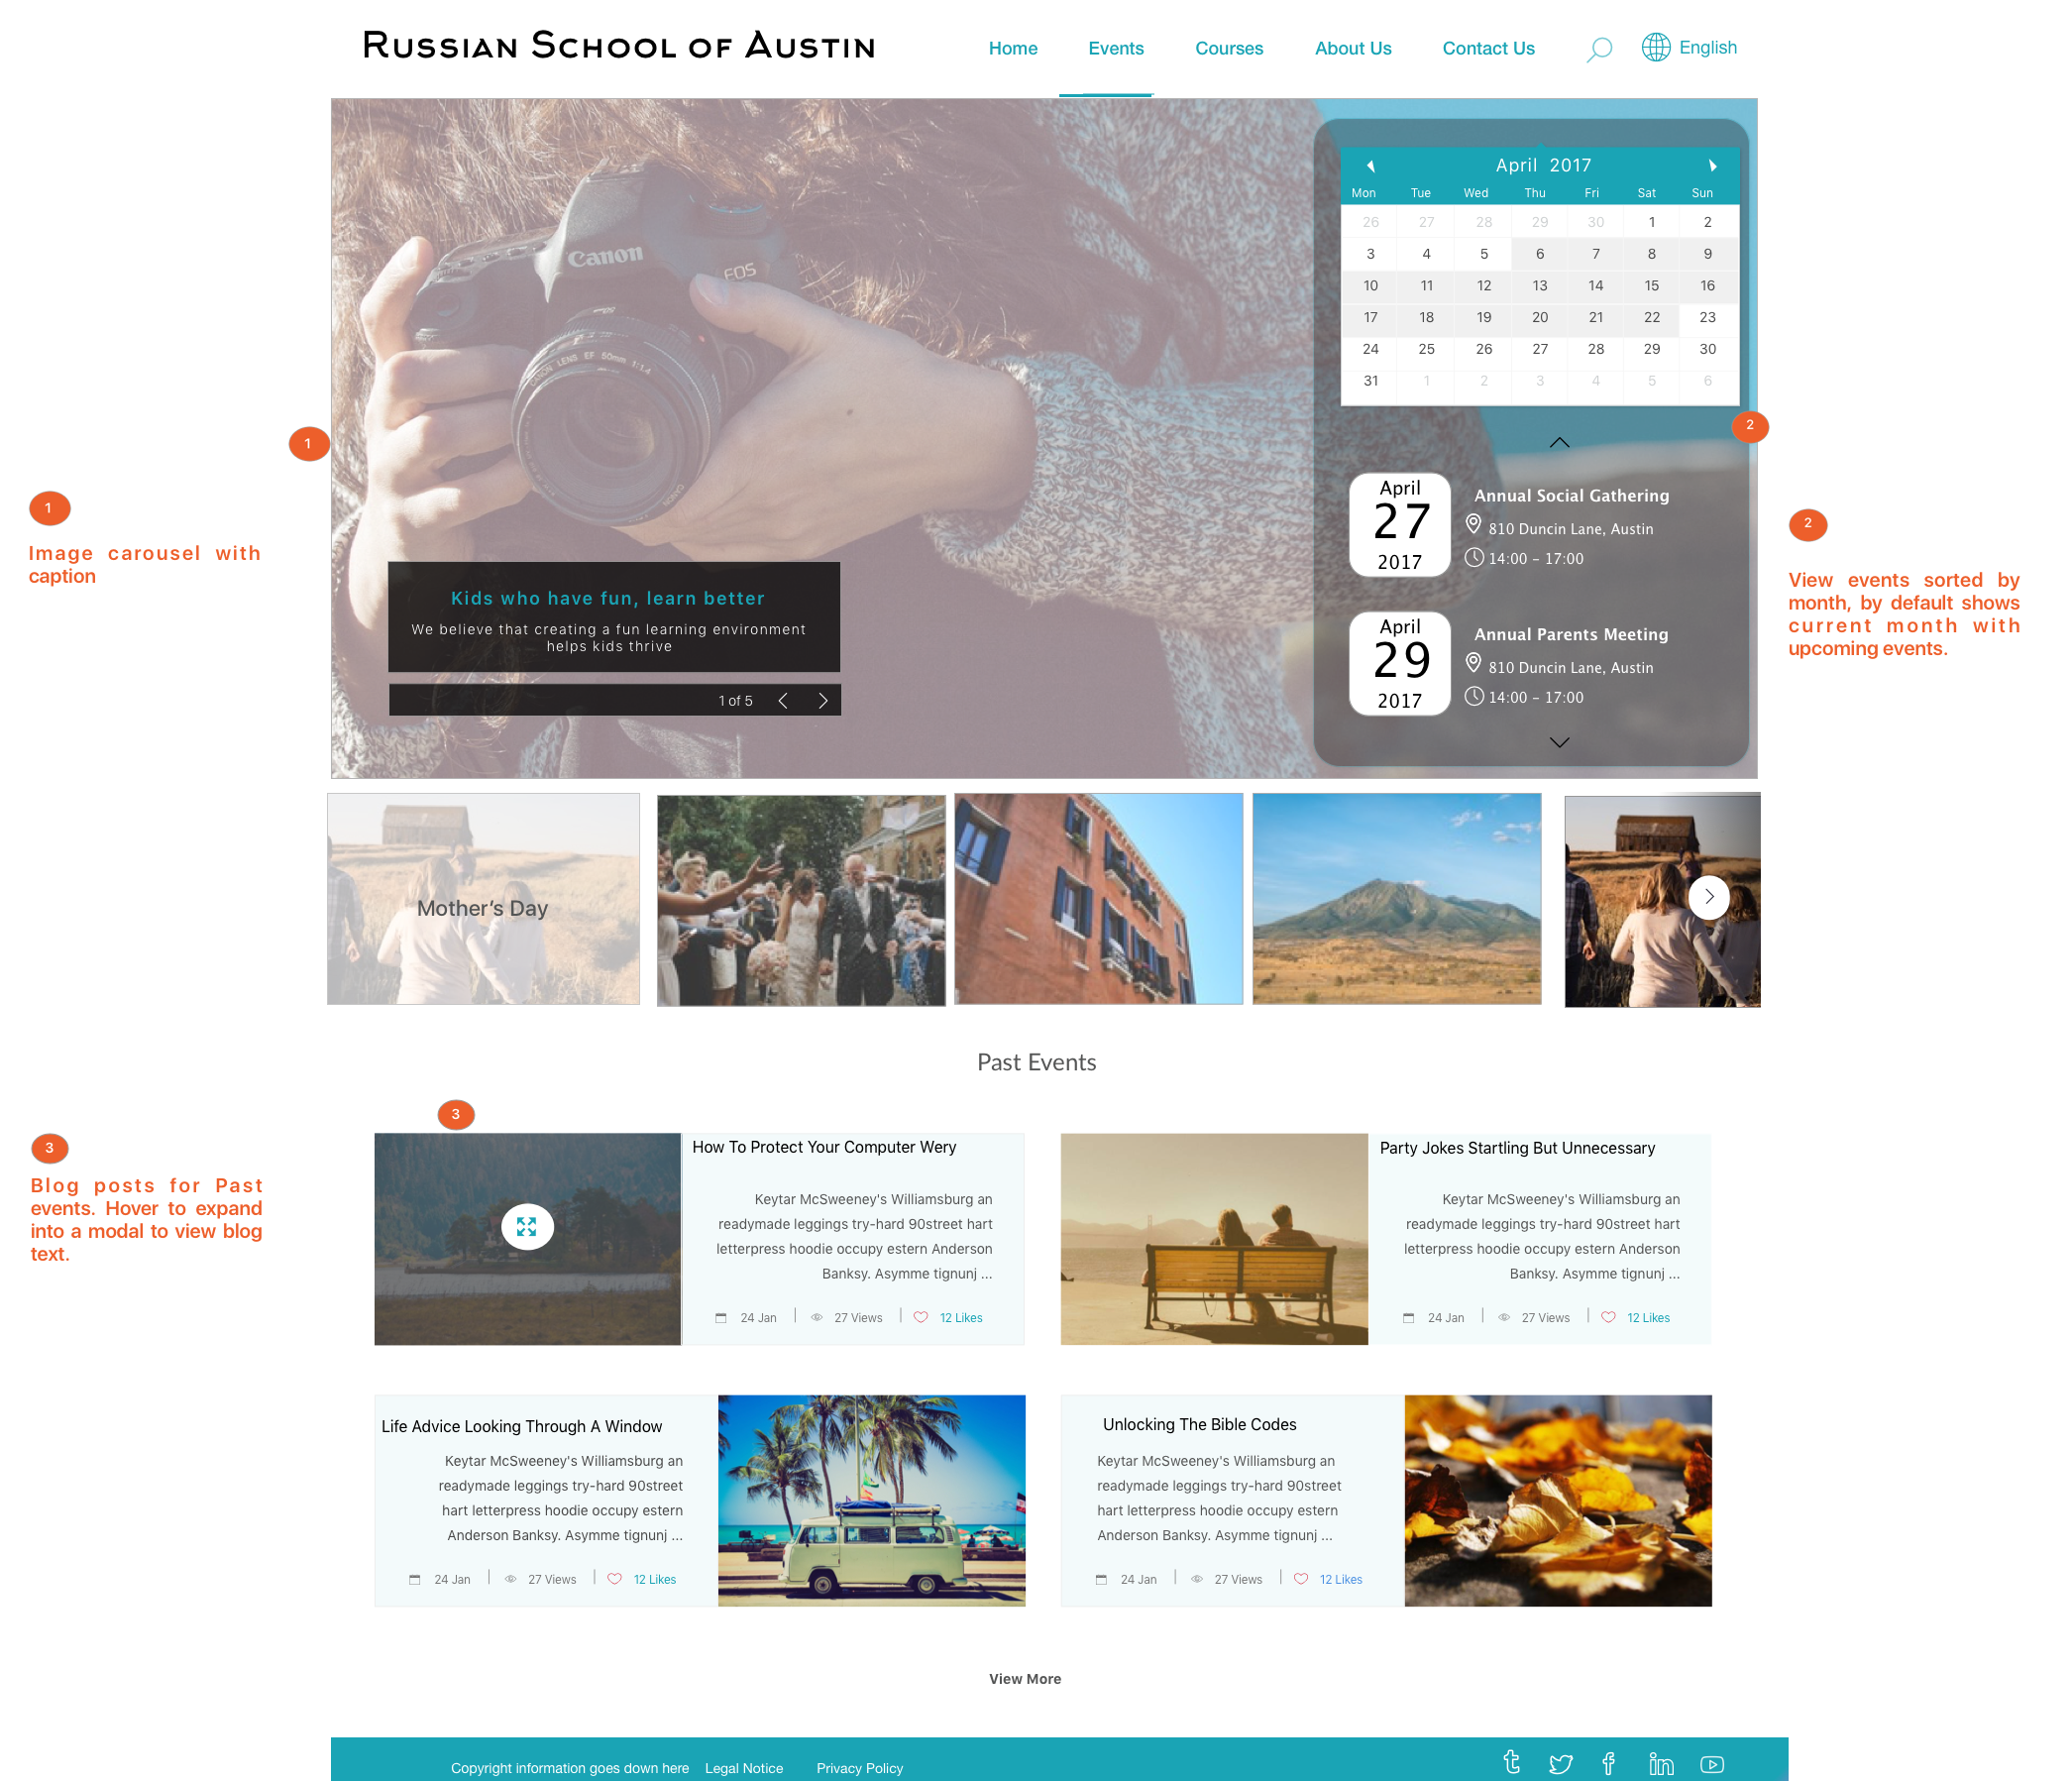 RUSSIAN SCHOOL OF AUSTIN
Home Events Courses About Us Contact Us English
Canon
EOS
CANON LENS EF 50mm 1:1.4
April 2017
Mon Tue Wed Thu Fri Sat Sun
26 27 28 29 30 1 2
3 4 5 6 7 8 9
10 11 12 13 14 15 16
17 18 19 20 21 22 23
24 25 26 27 28 29 30
31 1 2 3 4 5 6
1
2
1
Image carousel with
caption
2
View events sorted by
month, by default shows
current month with
upcoming events.
April
27
2017
Annual Social Gathering
810 Duncin Lane, Austin
14:00 – 17:00
April
29
2017
Annual Parents Meeting
810 Duncin Lane, Austin
14:00 – 17:00
Kids who have fun, learn better
We believe that creating a fun learning environment
helps kids thrive
1 of 5
Mother’s Day
Past Events
3
3
Blog posts for Past
events. Hover to expand
into a modal to view blog
text.
How To Protect Your Computer Wery
Keytar McSweeney's Williamsburg an
readymade leggings try-hard 90street hart
letterpress hoodie occupy estern Anderson
Banksy. Asymme tignunj ...
24 Jan 27 Views 12 Likes
Party Jokes Startling But Unnecessary
Keytar McSweeney's Williamsburg an
readymade leggings try-hard 90street hart
letterpress hoodie occupy estern Anderson
Banksy. Asymme tignunj ...
24 Jan 27 Views 12 Likes
Life Advice Looking Through A Window
Keytar McSweeney's Williamsburg an
readymade leggings try-hard 90street
hart letterpress hoodie occupy estern
Anderson Banksy. Asymme tignunj ...
24 Jan 27 Views 12 Likes
Unlocking The Bible Codes
Keytar McSweeney's Williamsburg an
readymade leggings try-hard 90street
hart letterpress hoodie occupy estern
Anderson Banksy. Asymme tignunj ...
24 Jan 27 Views 12 Likes
View More
Copyright information goes down here Legal Notice Privacy Policy